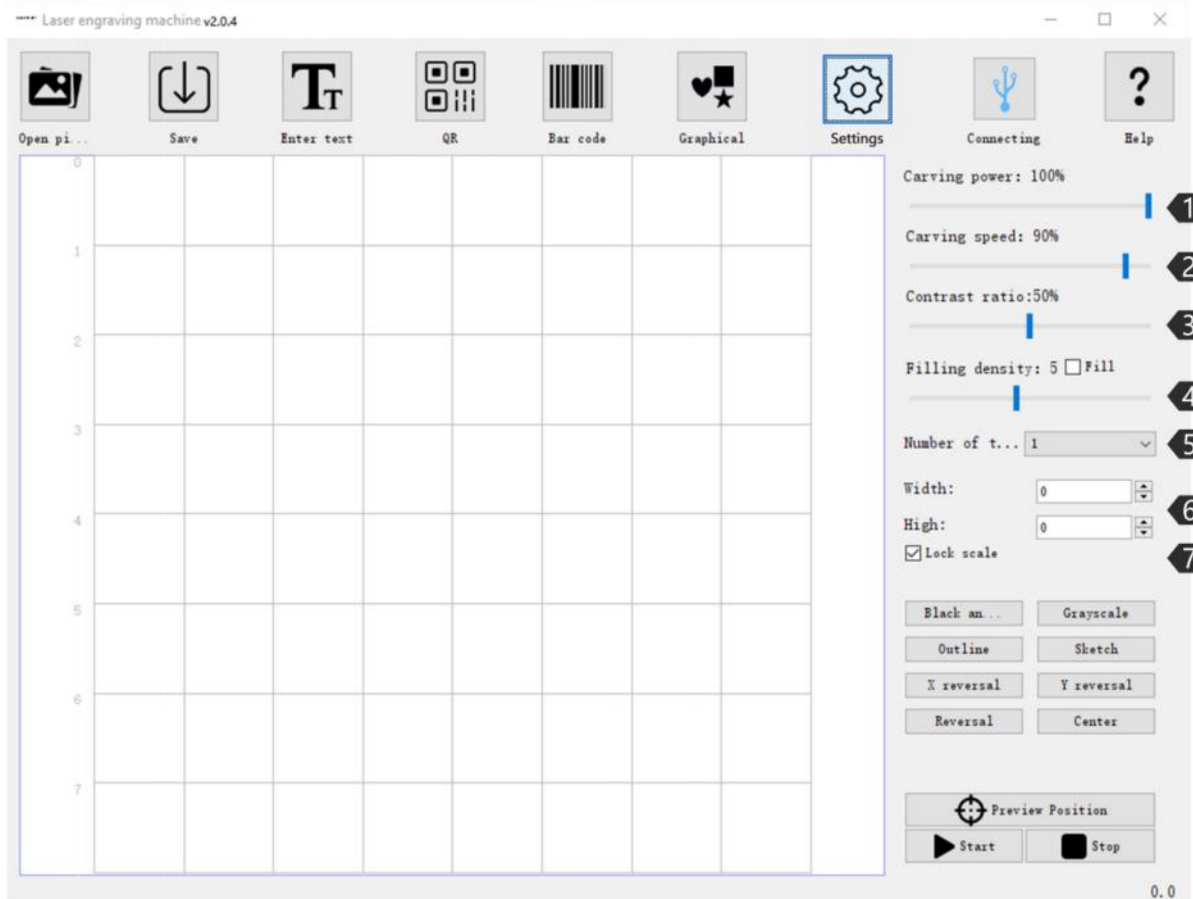 Laser engraving machine v2.0.4
Open pi...
Save
Enter text
QR
Bar code
Graphical
Settings
Connecting
Help
0
1
2
3
4
5
6
7
Carving power: 100%
1
Carving speed: 90%
2
Contrast ratio:50%
3
Filling density: 5 Fill
4
Number of t... 1
5
Width: 0
6
High: 0
Lock scale
7
Black an...
Grayscale
Outline
Sketch
X reversal
Y reversal
Reversal
Center
Preview Position
Start
Stop
0.0